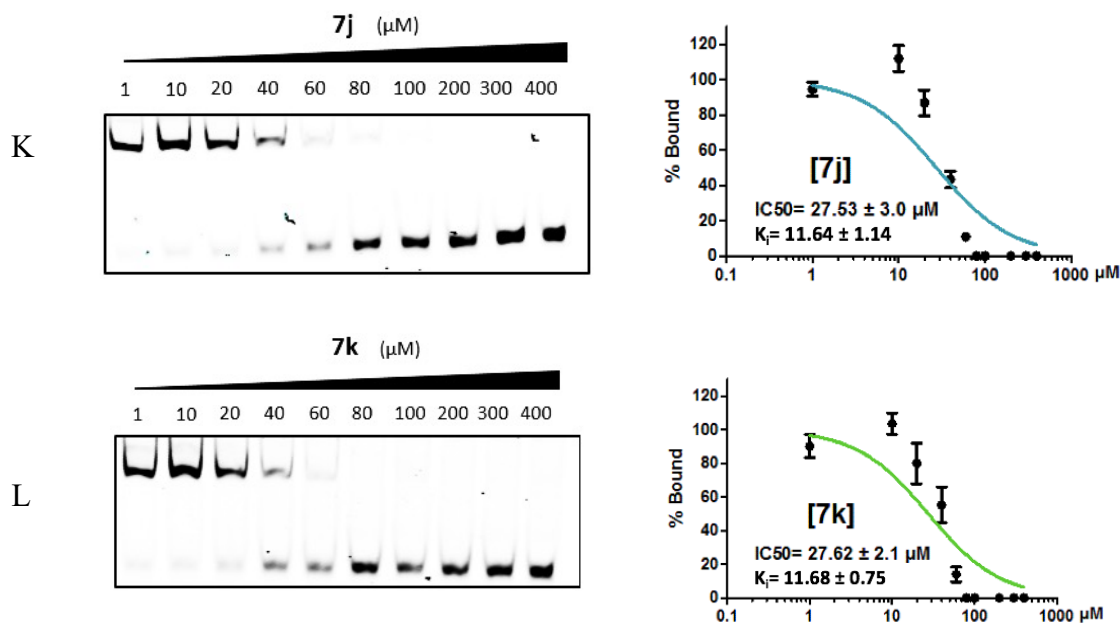 7j (μM)
1 10 20 40 60 80 100 200 300 400
K
120
100
80
60
40
20
0
% Bound
[7j]
IC50= 27.53 ± 3.0 μM
Ki= 11.64 ± 1.14
0.1 1 10 100 1000 μM
7k (μM)
1 10 20 40 60 80 100 200 300 400
L
120
100
80
60
40
20
0
% Bound
[7k]
IC50= 27.62 ± 2.1 μM
Ki= 11.68 ± 0.75
0.1 1 10 100 1000 μM